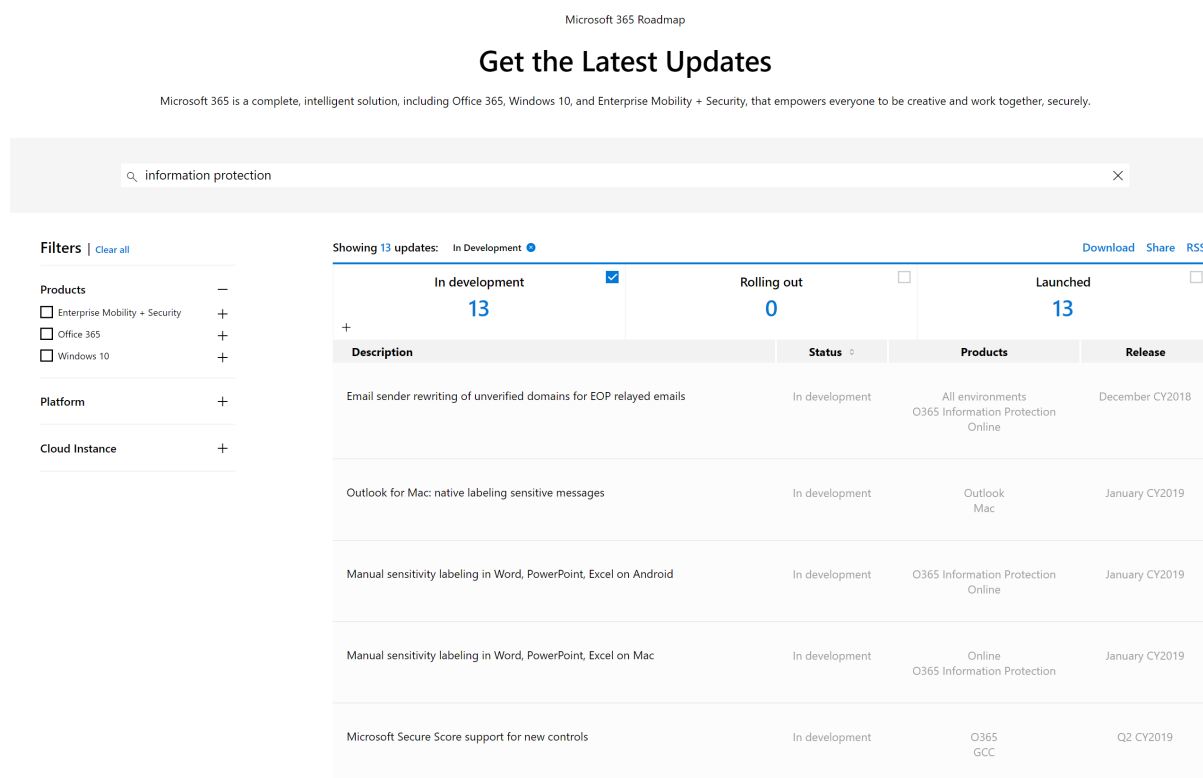 Microsoft 365 Roadmap
Get the Latest Updates
Microsoft 365 is a complete, intelligent solution, including Office 365, Windows 10, and Enterprise Mobility + Security, that empowers everyone to be creative and work together, securely.
information protection
Filters | Clear all
Products
Enterprise Mobility + Security
Office 365
Windows 10
Platform
Cloud Instance
Showing 13 updates: In Development
Download Share RSS
In development
13
Rolling out
0
Launched
13
Description Status Products Release
Email sender rewriting of unverified domains for EOP relayed emails In development All environments December CY2018
O365 Information Protection
Online
Outlook for Mac: native labeling sensitive messages In development Outlook January CY2019
Mac
Manual sensitivity labeling in Word, PowerPoint, Excel on Android In development O365 Information Protection January CY2019
Online
Manual sensitivity labeling in Word, PowerPoint, Excel on Mac In development Online January CY2019
O365 Information Protection
Microsoft Secure Score support for new controls In development O365 Q2 CY2019
GCC